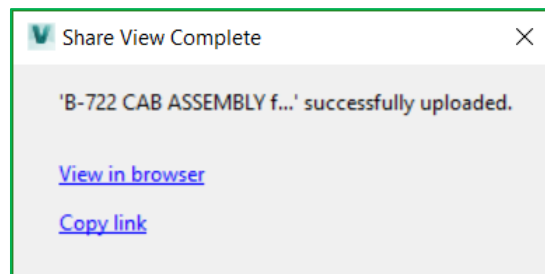 Share View Complete
'B-722 CAB ASSEMBLY f...' successfully uploaded.
View in browser
Copy link